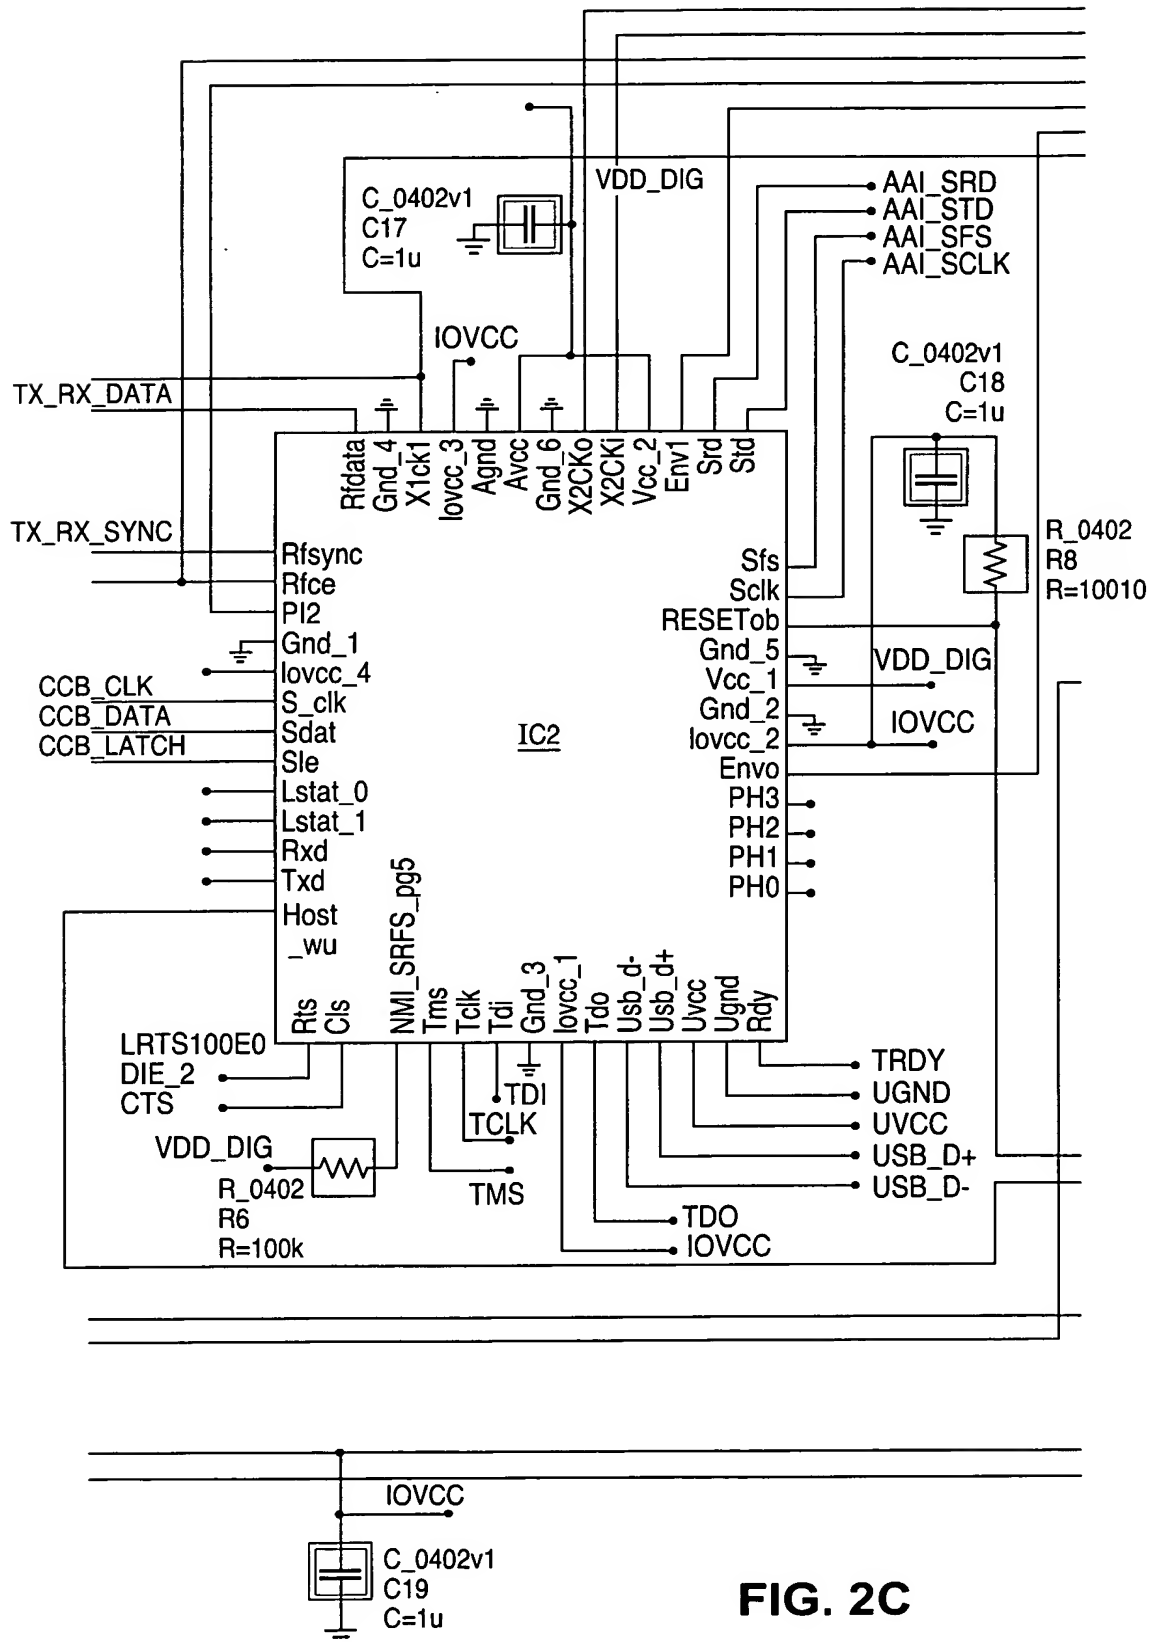 VDD_DIG
C_0402v1
C17
C=1u
AAI_SRD
AAI_STD
AAI_SFS
AAI_SCLK
IOVCC
C_0402v1
C18
C=1u
TX_RX_DATA
Rfdata
Gnd_4
X1ck1
Iovcc_3
Agnd
Avcc
Gnd_6
X2CKo
X2CKi
Vcc_2
Env1
Srd
Std
TX_RX_SYNC
R_0402
R8
R=10010
Rfsync
Rfce
PI2
Gnd_1
Iovcc_4
S_clk
Sdat
Sle
Lstat_0
Lstat_1
Rxd
Txd
Host
_wu
CCB_CLK
CCB_DATA
CCB_LATCH
IC2
Sfs
Sclk
RESETob
Gnd_5
Vcc_1
Gnd_2
Iovcc_2
Envo
PH3
PH2
PH1
PH0
VDD_DIG
IOVCC
Rts
Cls
NMI_SRFS_pg5
Tms
Tclk
Tdi
Gnd_3
Iovcc_1
Tdo
Usb_d-
Usb_d+
Uvcc
Ugnd
Rdy
LRTS100E0
DIE_2
CTS
TDI
TCLK
TMS
VDD_DIG
R_0402
R6
R=100k
TRDY
UGND
UVCC
USB_D+
USB_D-
TDO
IOVCC
IOVCC
C_0402v1
C19
C=1u
FIG. 2C